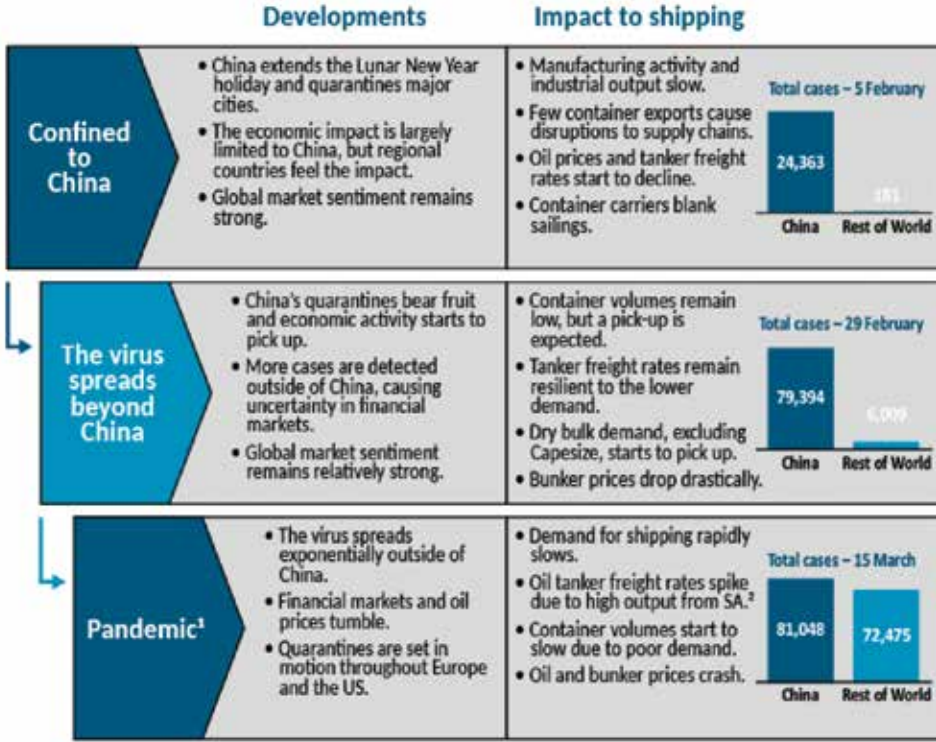 Developments
Impact to shipping
Confined
to
China
• China extends the Lunar New Year
holiday and quarantines major
cities.
• The economic impact is largely
limited to China, but regional
countries feel the impact.
• Global market sentiment remains
strong.
• Manufacturing activity and
industrial output slow.
• Few container exports cause
disruptions to supply chains.
• Oil prices and tanker freight
rates start to decline.
• Container carriers blank
sailings.
Total cases – 5 February
24,363
China
Rest of World
The virus
spreads
beyond
China
• China's quarantines bear fruit
and economic activity starts to
pick up.
• More cases are detected
outside of China, causing
uncertainty in financial
markets.
• Global market sentiment
remains relatively strong.
• Container volumes remain
low, but a pick-up is
expected.
• Tanker freight rates remain
resilient to the lower
demand.
• Dry bulk demand, excluding
Capesize, starts to pick up.
• Bunker prices drop drastically.
Total cases – 29 February
79,394
China
Rest of World
Pandemic¹
• The virus spreads
exponentially outside of
China.
• Financial markets and oil
prices tumble.
• Quarantines are set in
motion throughout Europe
and the US.
• Demand for shipping rapidly
slows.
• Oil tanker freight rates spike
due to high output from SA.²
• Container volumes start to
slow due to poor demand.
• Oil and bunker prices crash.
Total cases – 15 March
81,048
72,475
China
Rest of World